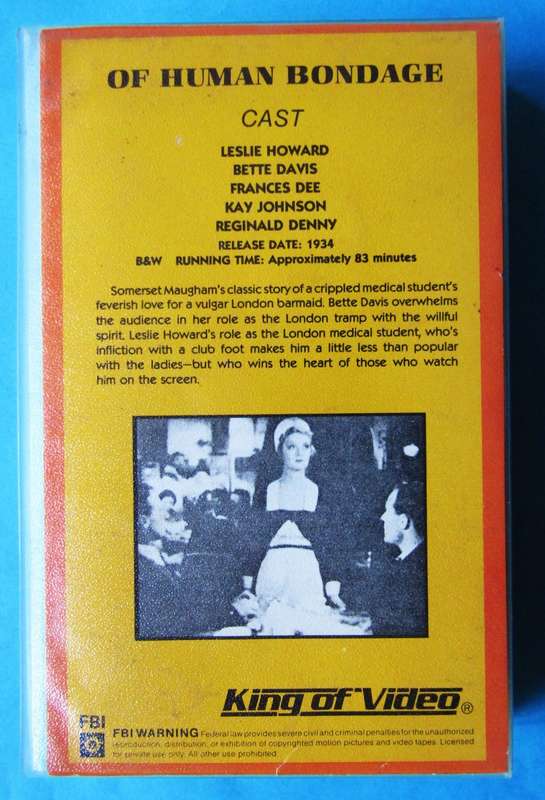 OF HUMAN BONDAGE
CAST
LESLIE HOWARD
BETTE DAVIS
FRANCES DEE
KAY JOHNSON
REGINALD DENNY
RELEASE DATE: 1934
B&W RUNNING TIME: Approximately 83 minutes
Somerset Maugham's classic story of a crippled medical student's
feverish love for a vulgar London barmaid. Bette Davis overwhelms
the audience in her role as the London tramp with the willful
spirit. Leslie Howard's role as the London medical student, who's
infliction with a club foot makes him a little less than popular
with the ladies—but who wins the heart of those who watch
him on the screen.
King of Video®
FBI
FBI WARNING Federal law provides severe civil and criminal penalties for the unauthorized
reproduction, distribution, or exhibition of copyrighted motion pictures and video tapes. Licensed
for private use only. All other use prohibited.